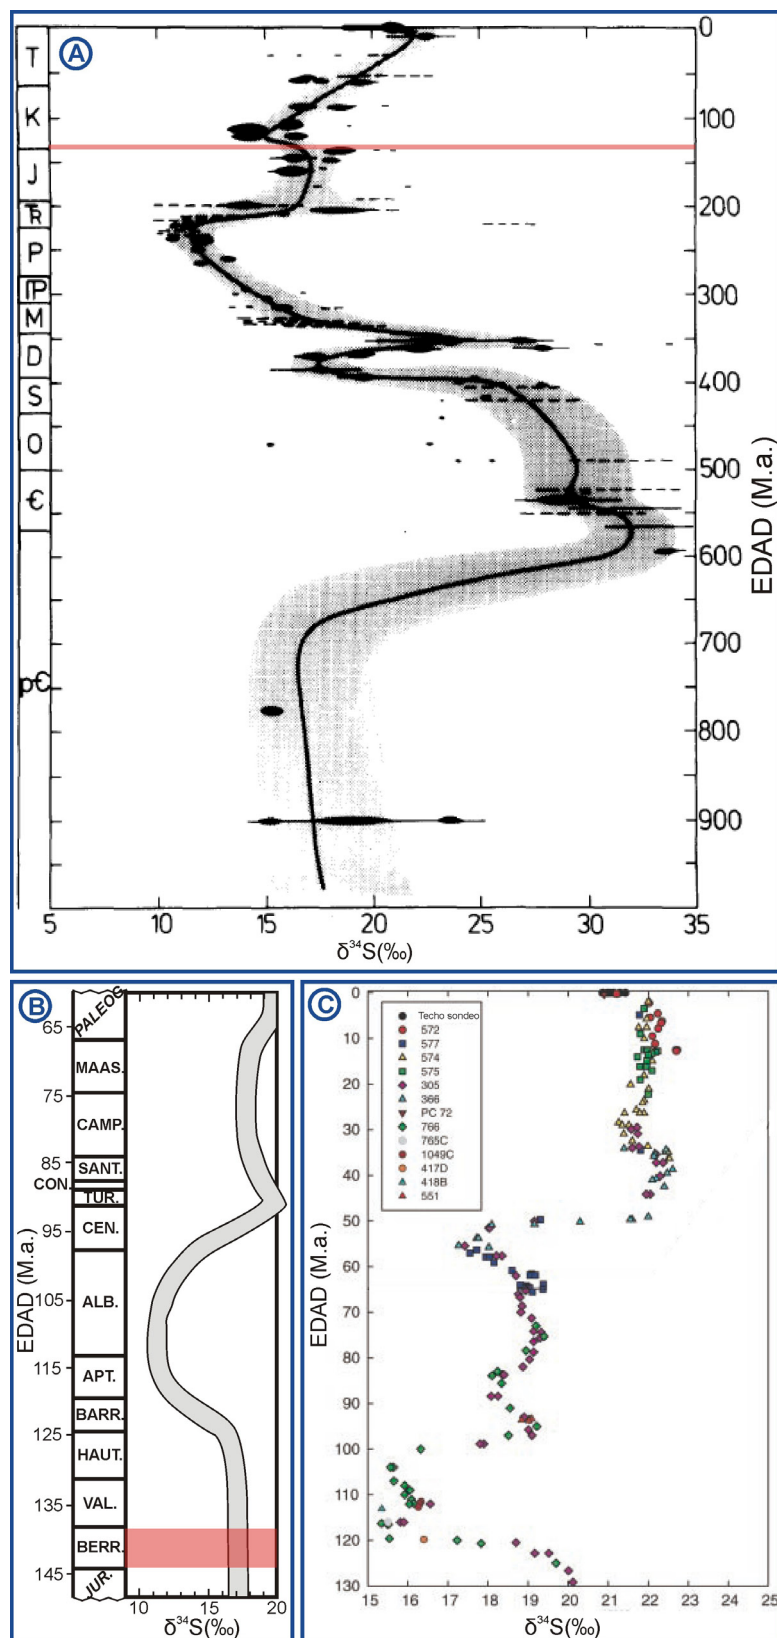 A
0
T
K
100
J
200
TR
P
IP
300
M
D
400
S
O
500
€
600
700
p€
800
900
EDAD (M.a.)
5 10 15 20 25 30 35
δ³⁴S(‰)
B
PALEOG.
65
MAAS.
75
CAMP.
85
SANT.
CON.
TUR.
95
CEN.
105
ALB.
115
APT.
BARR.
125
HAUT.
135
VAL.
BERR.
145
JUR.
EDAD (M.a.)
10 15 20
δ³⁴S(‰)
C
0
10
20
30
40
50
60
70
80
90
100
110
120
130
EDAD (M.a.)
Techo sondeo
572
577
574
575
305
366
PC 72
766
765C
1049C
417D
418B
551
15 16 17 18 19 20 21 22 23 24 25
δ³⁴S(‰)